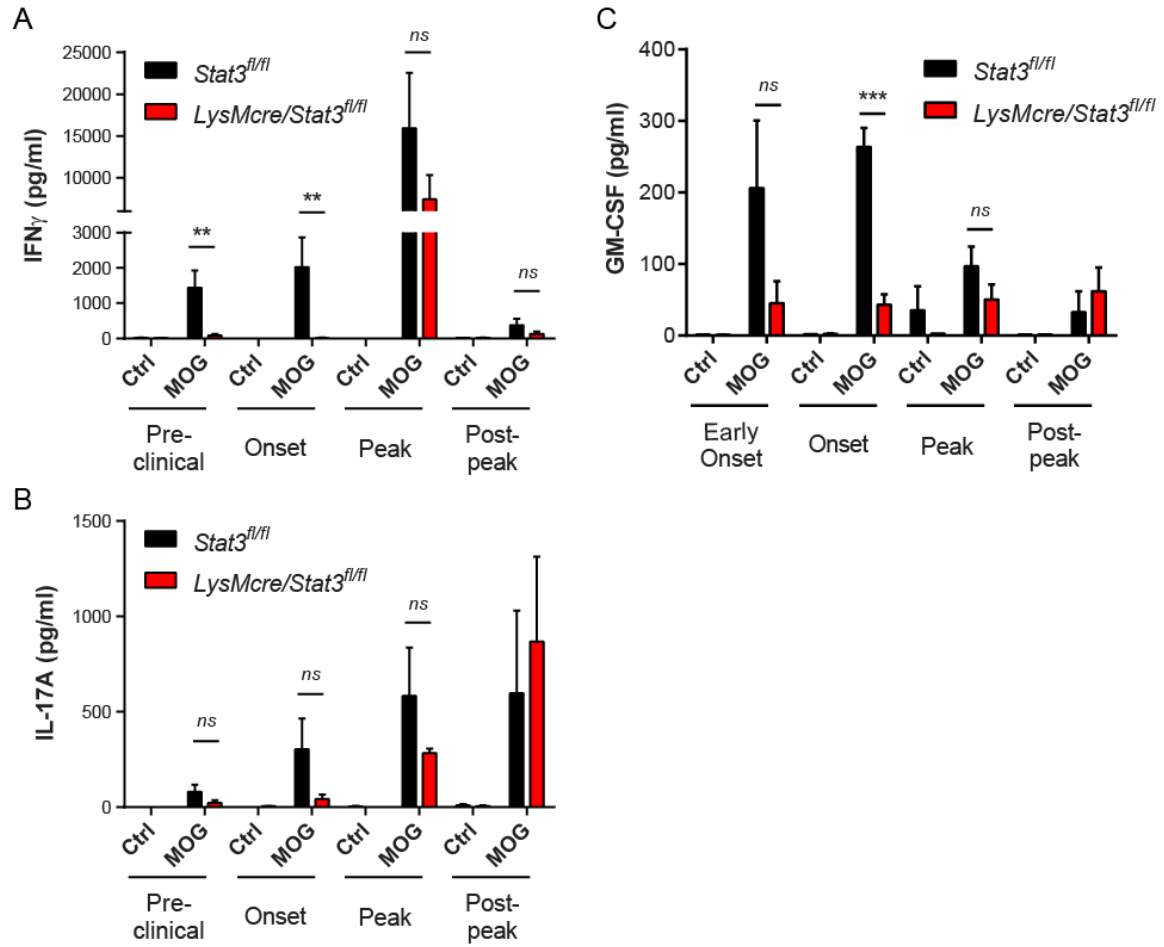 A
25000
20000
15000
10000
3000
2000
1000
0
IFNγ (pg/ml)
Stat3fl/fl
LysMcre/Stat3fl/fl
**
**
ns
ns
Ctrl MOG Ctrl MOG Ctrl MOG Ctrl MOG
Pre-
clinical
Onset
Peak
Post-
peak
C
400
300
200
100
0
GM-CSF (pg/ml)
Stat3fl/fl
LysMcre/Stat3fl/fl
ns
***
ns
Ctrl MOG Ctrl MOG Ctrl MOG Ctrl MOG
Early
Onset
Onset
Peak
Post-
peak
B
1500
1000
500
0
IL-17A (pg/ml)
Stat3fl/fl
LysMcre/Stat3fl/fl
ns
ns
ns
Ctrl MOG Ctrl MOG Ctrl MOG Ctrl MOG
Pre-
clinical
Onset
Peak
Post-
peak